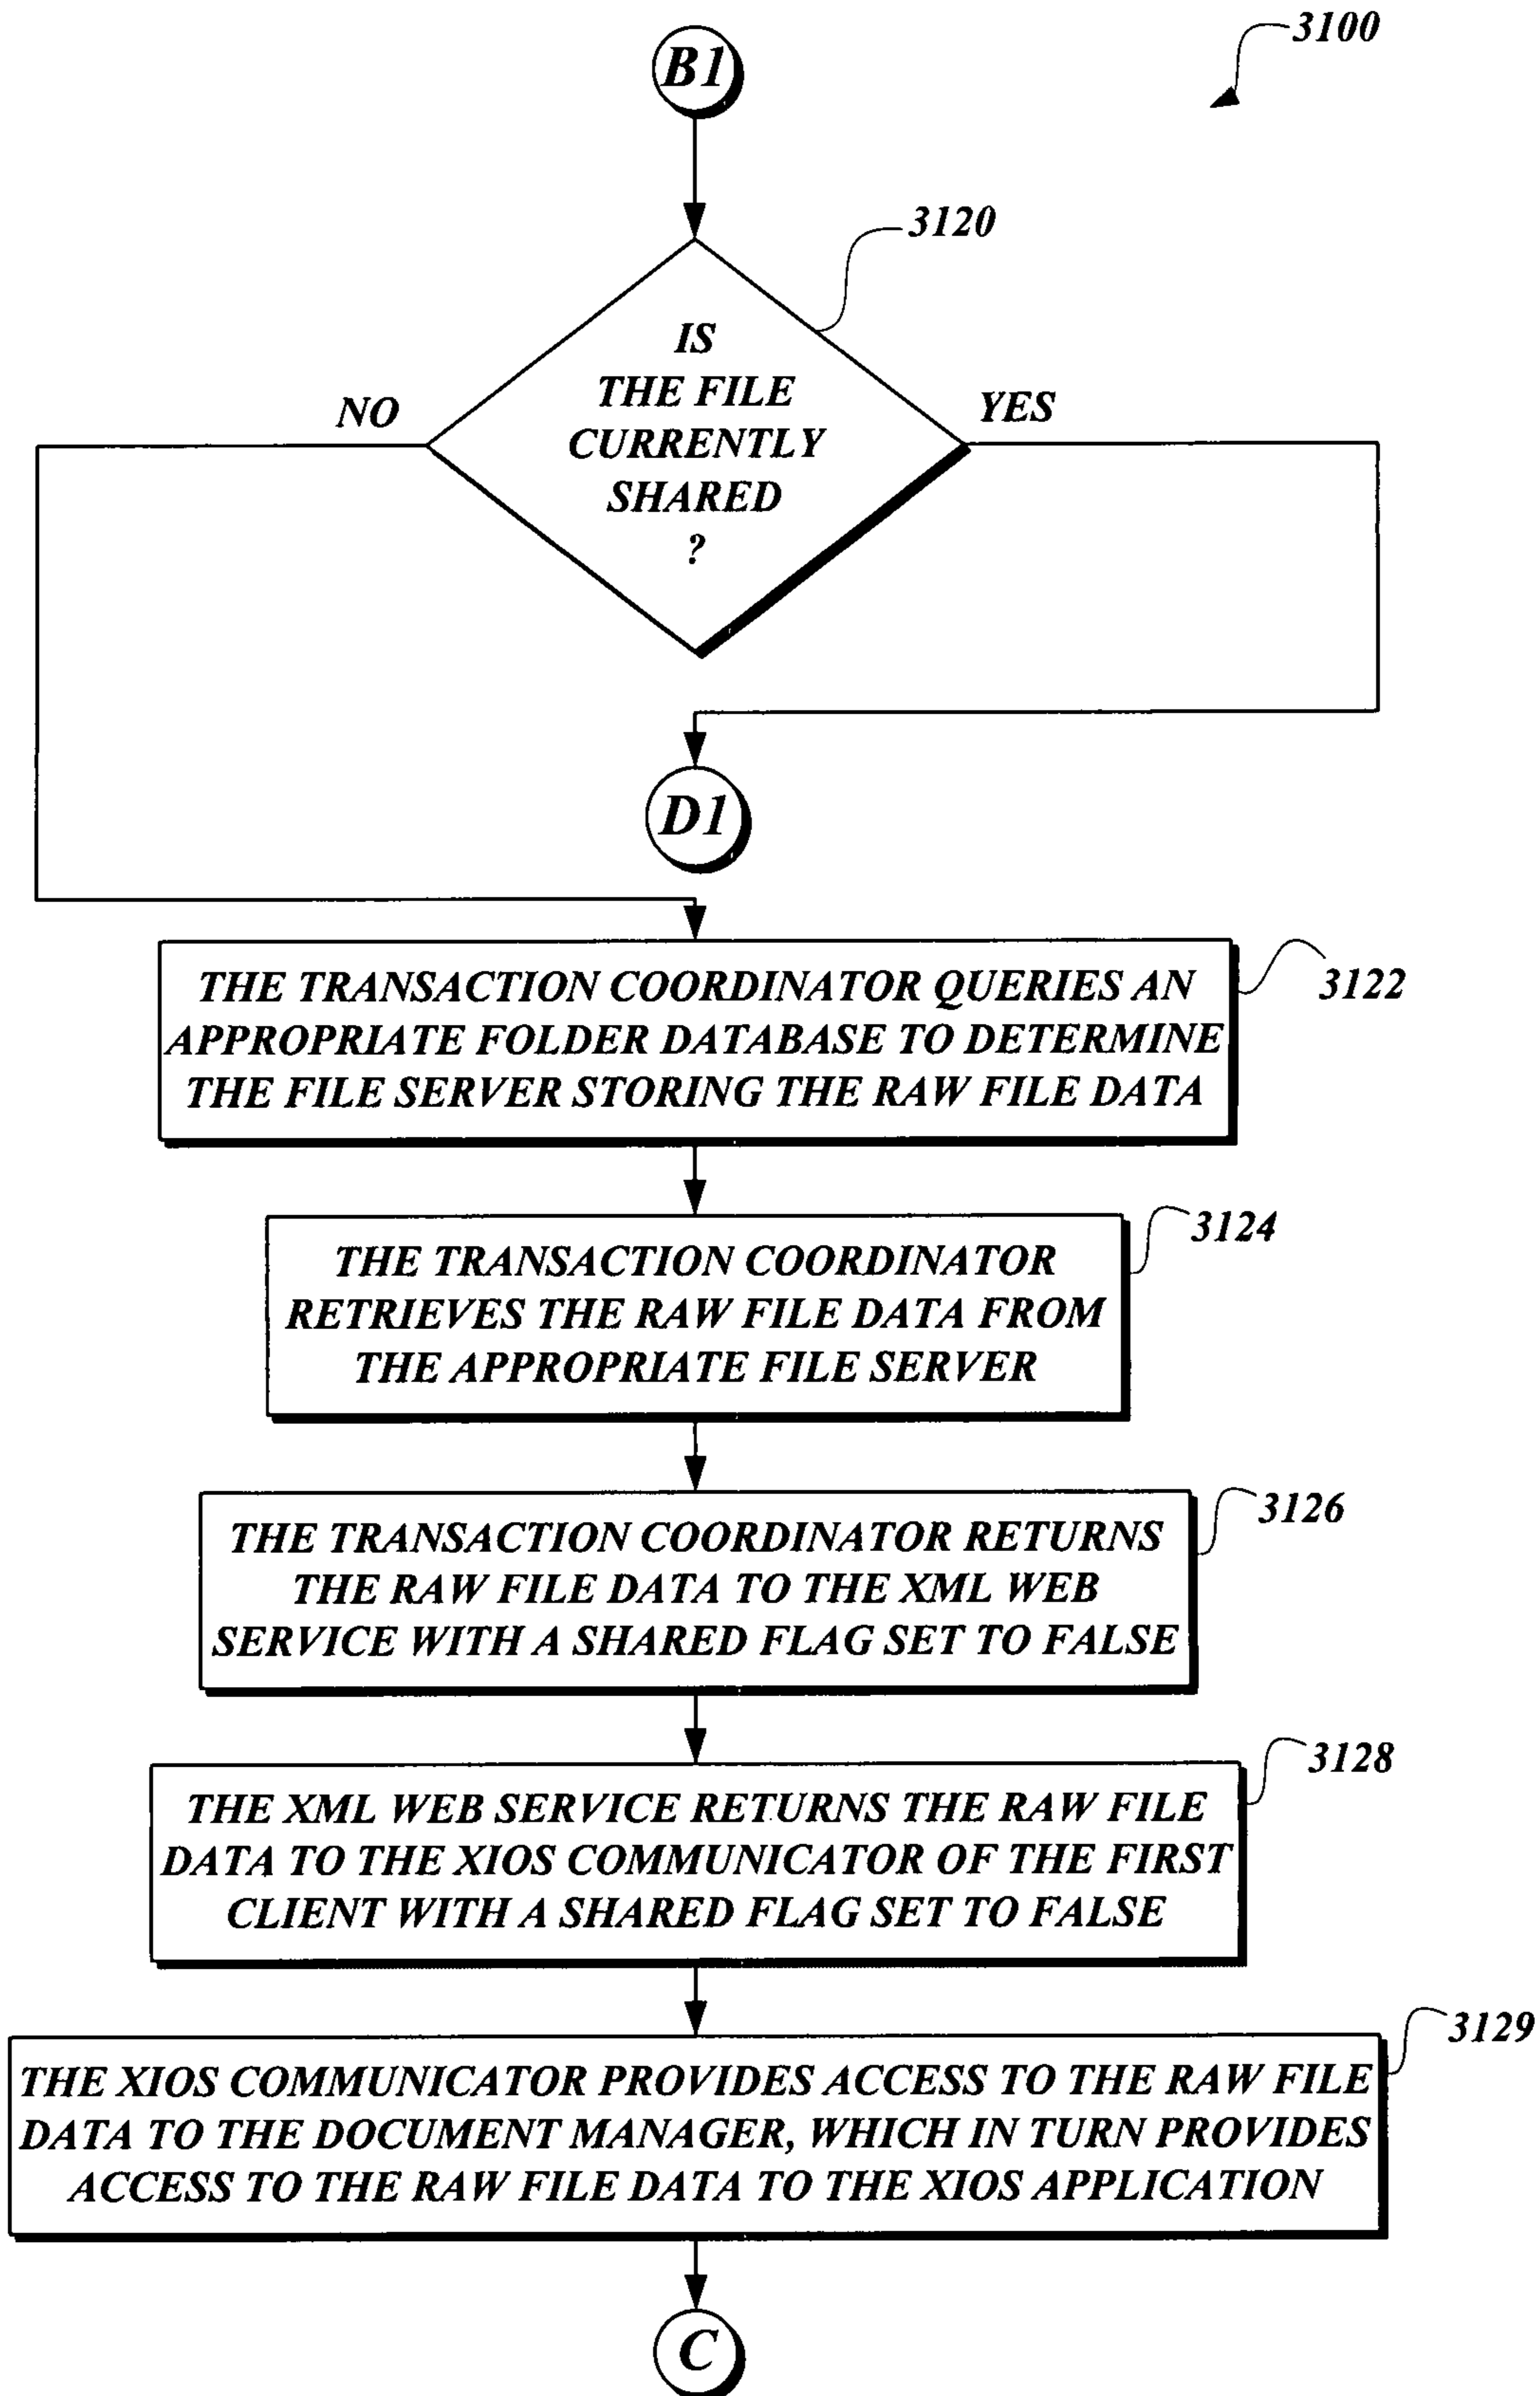 B1
3100
3120
IS
THE FILE
CURRENTLY
SHARED
?
NO
YES
D1
THE TRANSACTION COORDINATOR QUERIES AN
APPROPRIATE FOLDER DATABASE TO DETERMINE
THE FILE SERVER STORING THE RAW FILE DATA
3122
THE TRANSACTION COORDINATOR
RETRIEVES THE RAW FILE DATA FROM
THE APPROPRIATE FILE SERVER
3124
THE TRANSACTION COORDINATOR RETURNS
THE RAW FILE DATA TO THE XML WEB
SERVICE WITH A SHARED FLAG SET TO FALSE
3126
THE XML WEB SERVICE RETURNS THE RAW FILE
DATA TO THE XIOS COMMUNICATOR OF THE FIRST
CLIENT WITH A SHARED FLAG SET TO FALSE
3128
THE XIOS COMMUNICATOR PROVIDES ACCESS TO THE RAW FILE
DATA TO THE DOCUMENT MANAGER, WHICH IN TURN PROVIDES
ACCESS TO THE RAW FILE DATA TO THE XIOS APPLICATION
3129
C